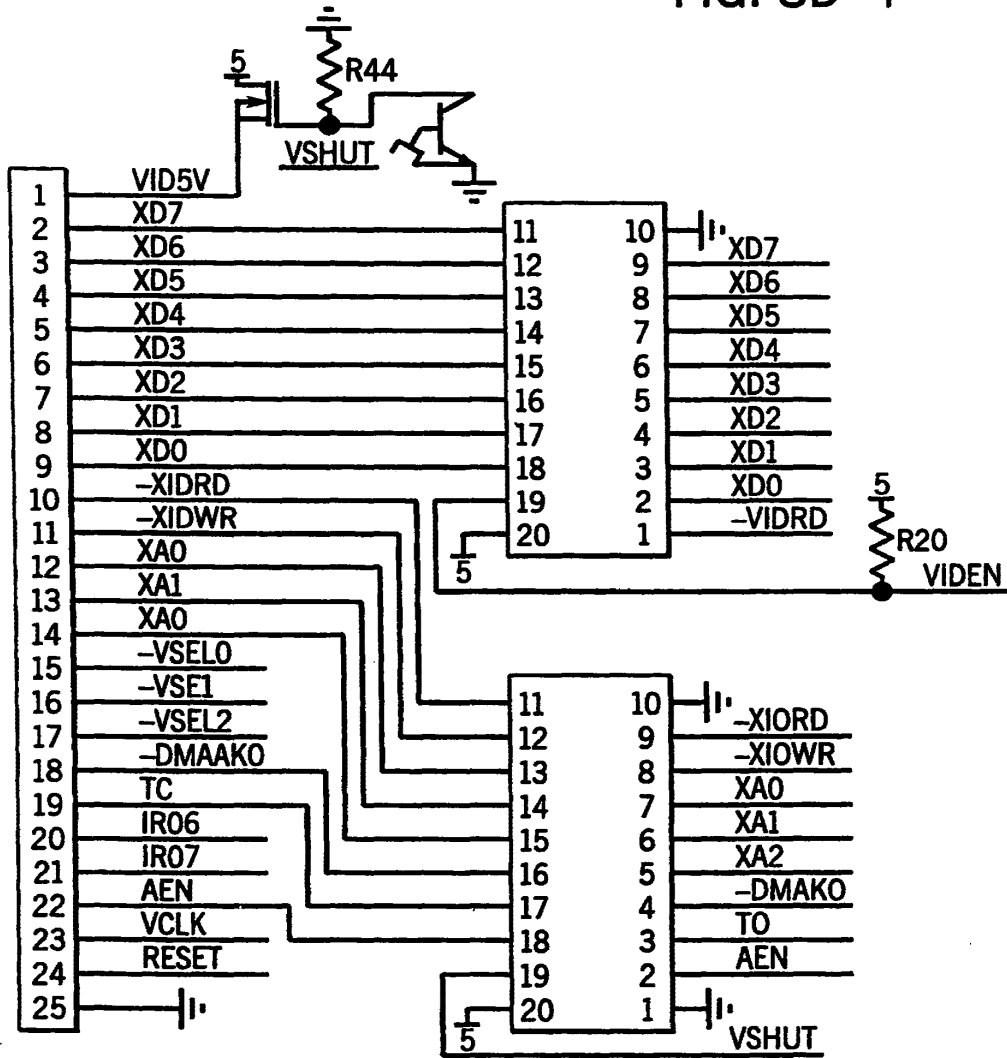 FIG. 5D-4
5
R44
VSHUT
1 VID5V
2 XD7
3 XD6
4 XD5
5 XD4
6 XD3
7 XD2
8 XD1
9 XD0
10 -XIDRD
11 -XIDWR
12 XA0
13 XA1
14 XA0
15 -VSEL0
16 -VSE1
17 -VSEL2
18 -DMAAK0
19 TC
20 IR06
21 IR07
22 AEN
23 VCLK
24 RESET
25
11 10
12 9 XD7
13 8 XD6
14 7 XD5
15 6 XD4
16 5 XD3
17 4 XD2
18 3 XD1
19 2 XD0
20 1 -VIDRD
5
5
R20
VIDEN
11 10
12 9 -XIORD
13 8 -XIOWR
14 7 XA0
15 6 XA1
16 5 XA2
17 4 -DMAKO
18 3 TO
19 2 AEN
20 1
5
VSHUT